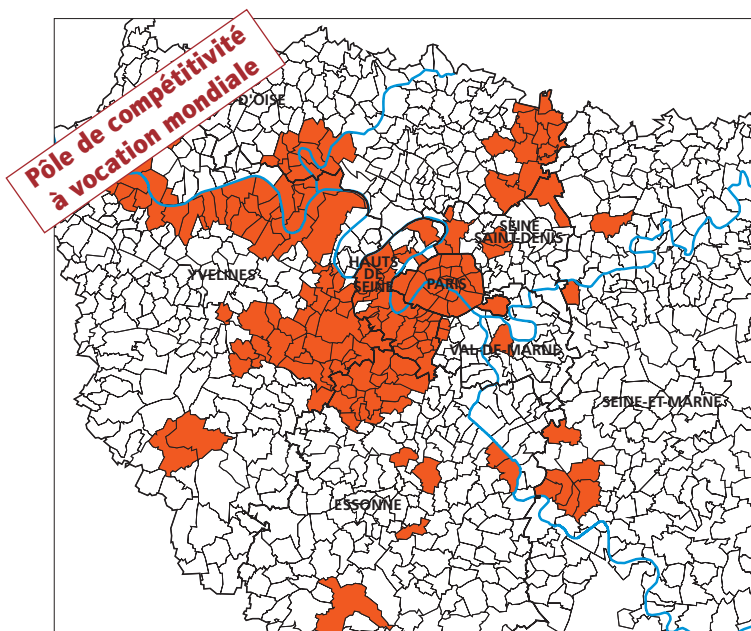 Pôle de compétitivité
à vocation mondiale
D'OISE
SEINE
SAINT-DENIS
HAUTS
DE
SEINE
YVELINES
PARIS
VAL-DE-MARNE
SEINE-ET-MARNE
ESSONNE